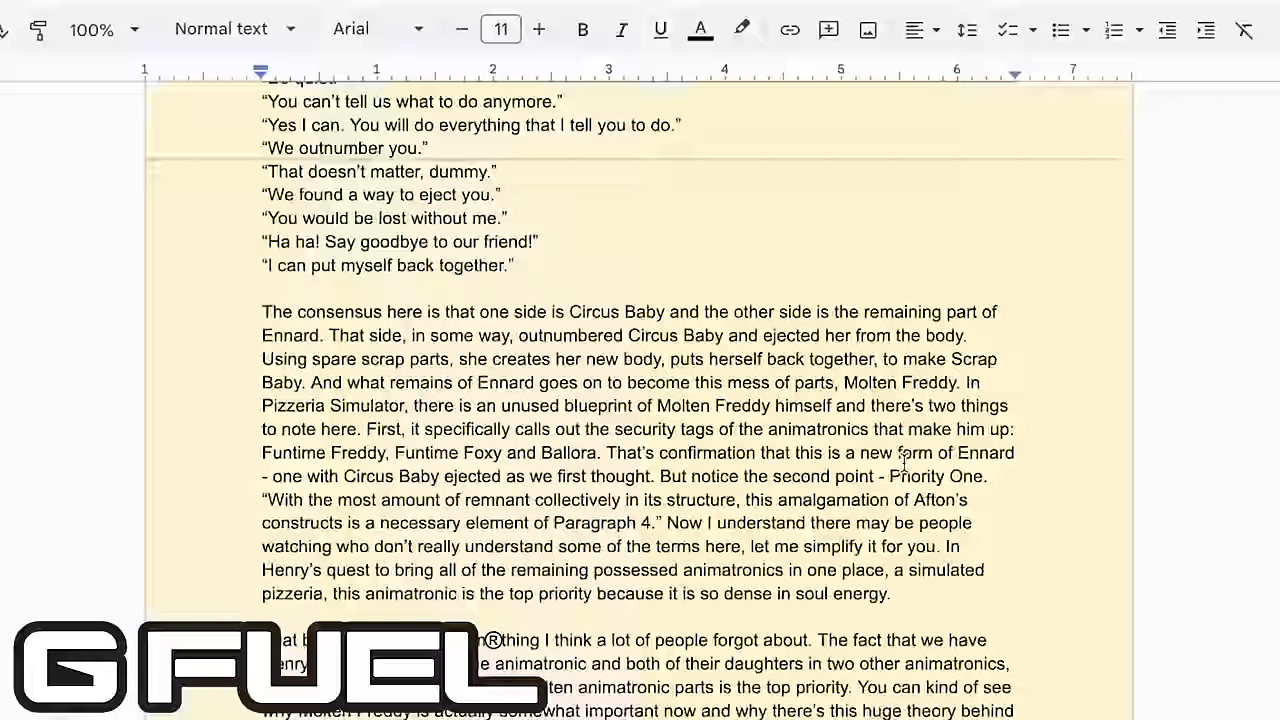 100%
Normal text
Arial
11
B
I
U
A
1
1
2
3
4
5
6
7
“You can’t tell us what to do anymore.”
“Yes I can. You will do everything that I tell you to do.”
“We outnumber you.”
“That doesn’t matter, dummy.”
“We found a way to eject you.”
“You would be lost without me.”
“Ha ha! Say goodbye to our friend!”
“I can put myself back together.”
The consensus here is that one side is Circus Baby and the other side is the remaining part of
Ennard. That side, in some way, outnumbered Circus Baby and ejected her from the body.
Using spare scrap parts, she creates her new body, puts herself back together, to make Scrap
Baby. And what remains of Ennard goes on to become this mess of parts, Molten Freddy. In
Pizzeria Simulator, there is an unused blueprint of Molten Freddy himself and there’s two things
to note here. First, it specifically calls out the security tags of the animatronics that make him up:
Funtime Freddy, Funtime Foxy and Ballora. That’s confirmation that this is a new form of Ennard
- one with Circus Baby ejected as we first thought. But notice the second point - Priority One.
“With the most amount of remnant collectively in its structure, this amalgamation of Afton’s
constructs is a necessary element of Paragraph 4.” Now I understand there may be people
watching who don’t really understand some of the terms here, let me simplify it for you. In
Henry’s quest to bring all of the remaining possessed animatronics in one place, a simulated
pizzeria, this animatronic is the top priority because it is so dense in soul energy.
thing I think a lot of people forgot about. The fact that we have
animatronic and both of their daughters in two other animatronics,
animatronic parts is the top priority. You can kind of see
why Molten Freddy is actually somewhat important now and why there’s this huge theory behind
G FUEL®